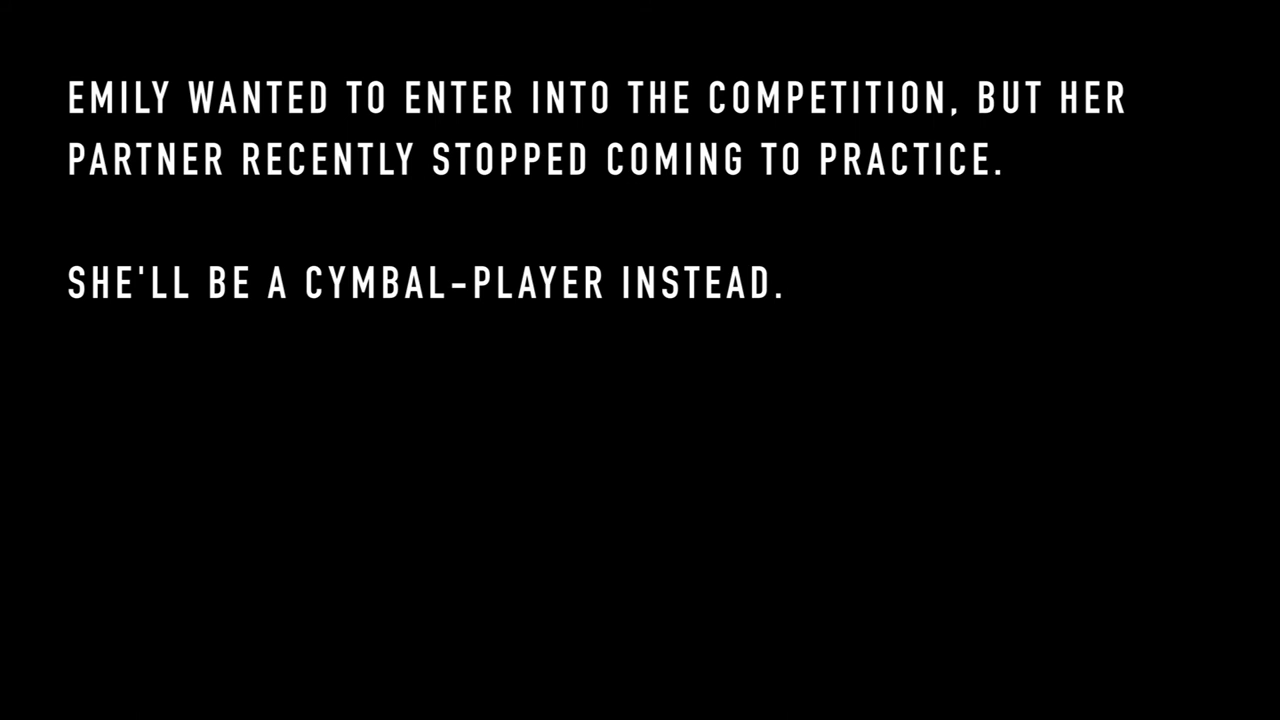 EMILY WANTED TO ENTER INTO THE COMPETITION, BUT HER
PARTNER RECENTLY STOPPED COMING TO PRACTICE.
SHE'LL BE A CYMBAL-PLAYER INSTEAD.